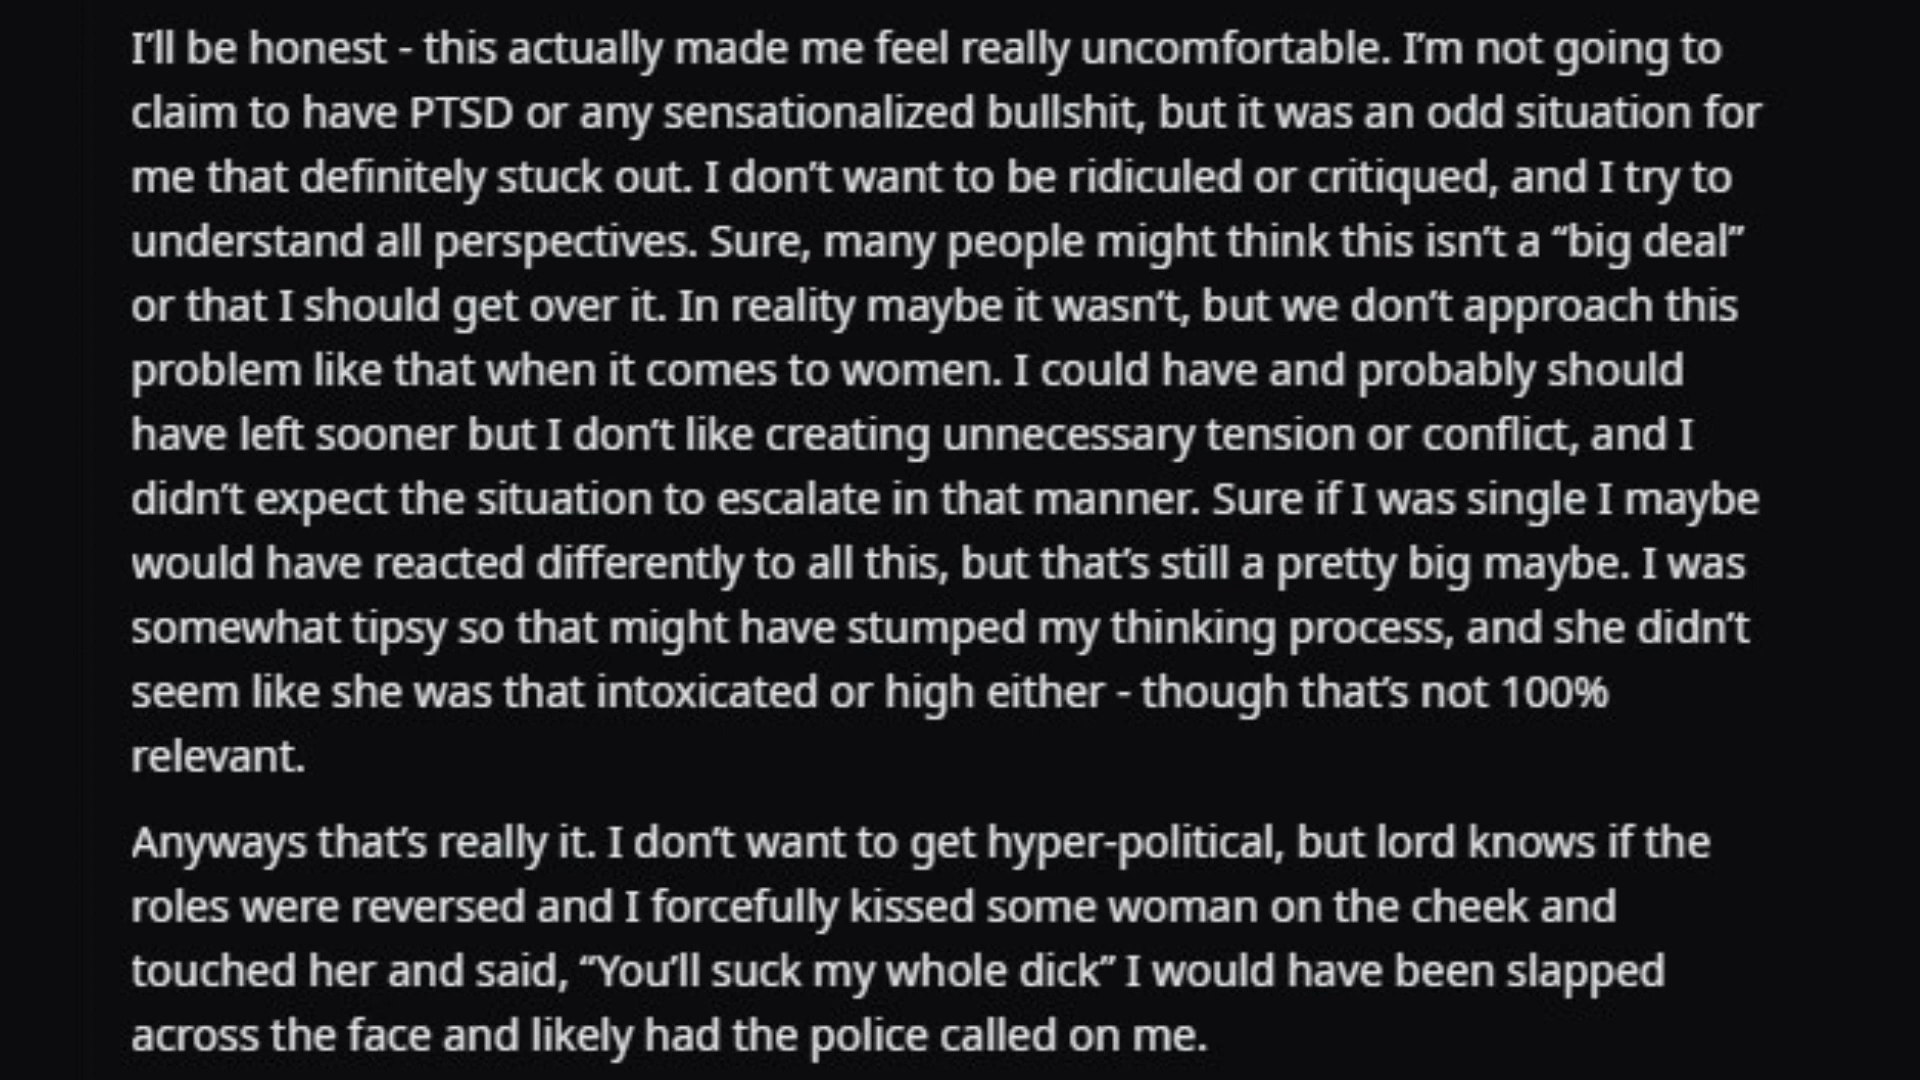 I’ll be honest - this actually made me feel really uncomfortable. I’m not going to
claim to have PTSD or any sensationalized bullshit, but it was an odd situation for
me that definitely stuck out. I don’t want to be ridiculed or critiqued, and I try to
understand all perspectives. Sure, many people might think this isn’t a “big deal”
or that I should get over it. In reality maybe it wasn’t, but we don’t approach this
problem like that when it comes to women. I could have and probably should
have left sooner but I don’t like creating unnecessary tension or conflict, and I
didn’t expect the situation to escalate in that manner. Sure if I was single I maybe
would have reacted differently to all this, but that’s still a pretty big maybe. I was
somewhat tipsy so that might have stumped my thinking process, and she didn’t
seem like she was that intoxicated or high either - though that’s not 100%
relevant.
Anyways that’s really it. I don’t want to get hyper-political, but lord knows if the
roles were reversed and I forcefully kissed some woman on the cheek and
touched her and said, “You’ll suck my whole dick” I would have been slapped
across the face and likely had the police called on me.